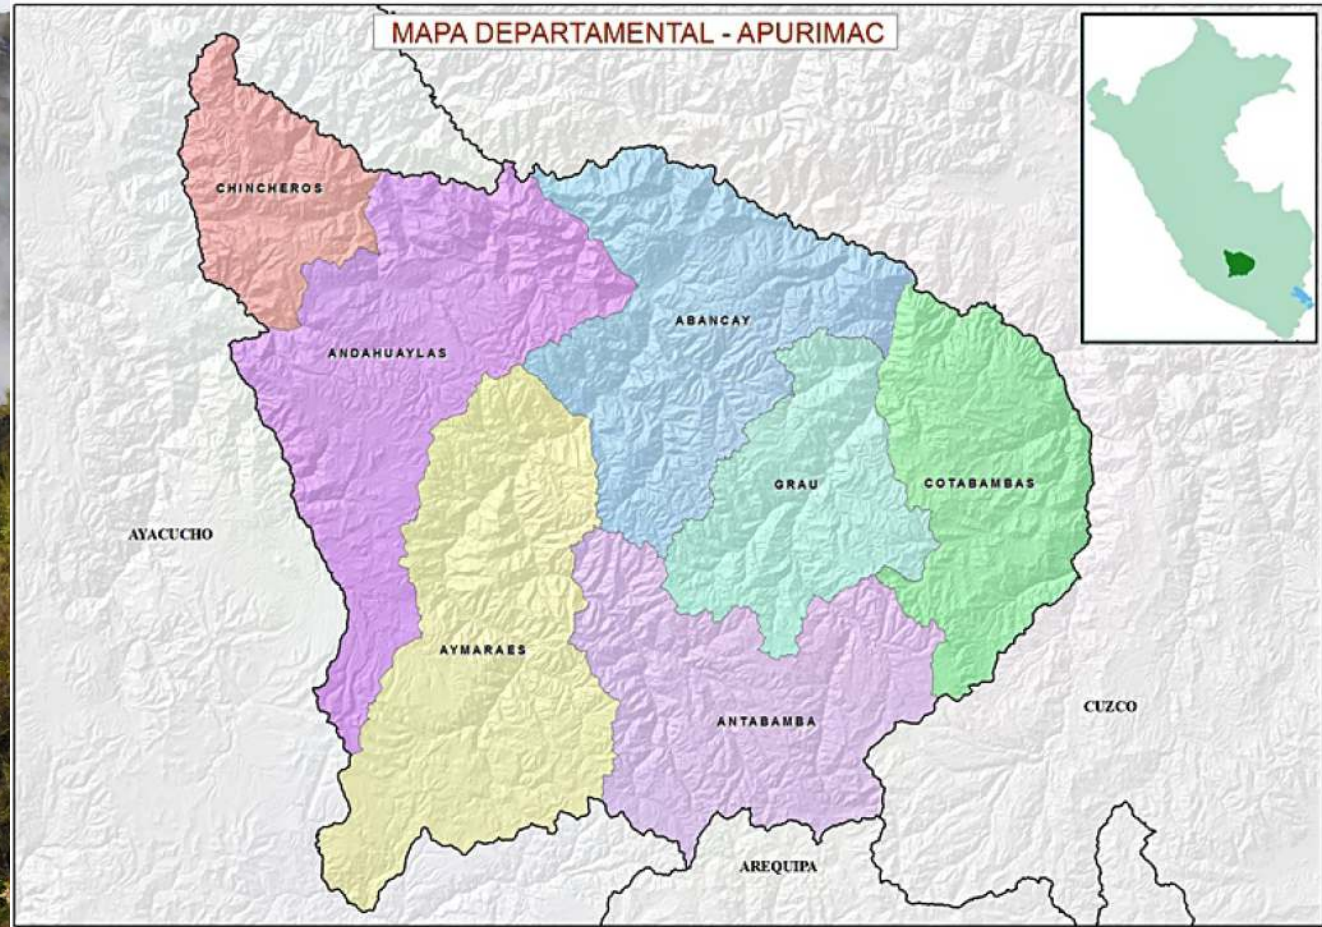 MAPA DEPARTAMENTAL - APURIMAC
CHINCHEROS
ABANCAY
ANDAHUAYLAS
GRAU
COTABAMBAS
AYACUCHO
AYMARAES
CUZCO
ANTABAMBA
AREQUIPA